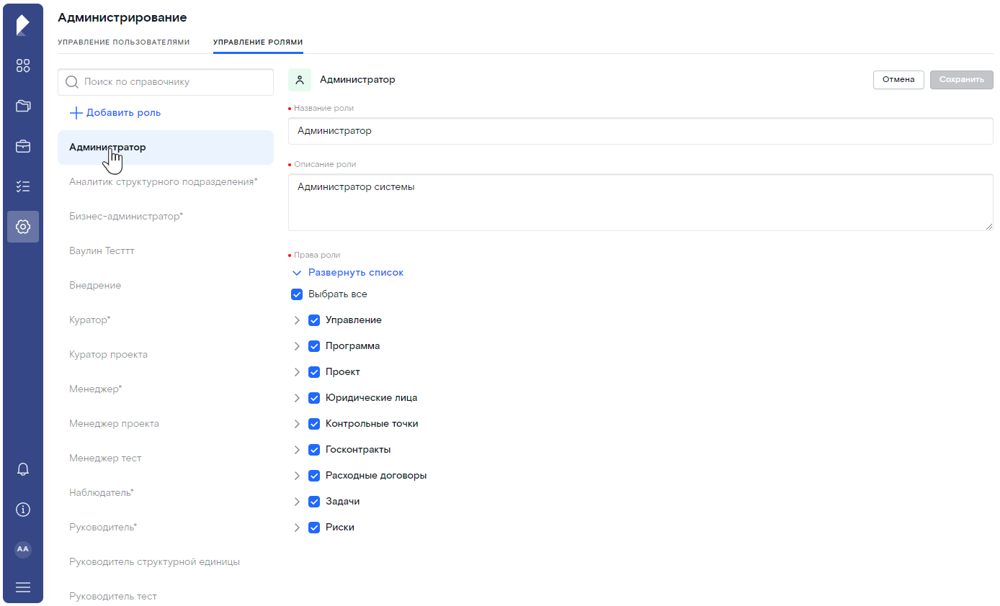 Администрирование
УПРАВЛЕНИЕ ПОЛЬЗОВАТЕЛЯМИ
УПРАВЛЕНИЕ РОЛЯМИ
Поиск по справочнику
Добавить роль
Администратор
Аналитик структурного подразделения*
Бизнес-администратор*
Ваулин Тесттт
Внедрение
Куратор*
Куратор проекта
Менеджер*
Менеджер проекта
Менеджер тест
Наблюдатель*
Руководитель*
Руководитель структурной единицы
Руководитель тест
Администратор
Отмена
Сохранить
Название роли
Администратор
Описание роли
Администратор системы
Права роли
Развернуть список
Выбрать все
Управление
Программа
Проект
Юридические лица
Контрольные точки
Госконтракты
Расходные договоры
Задачи
Риски
АА